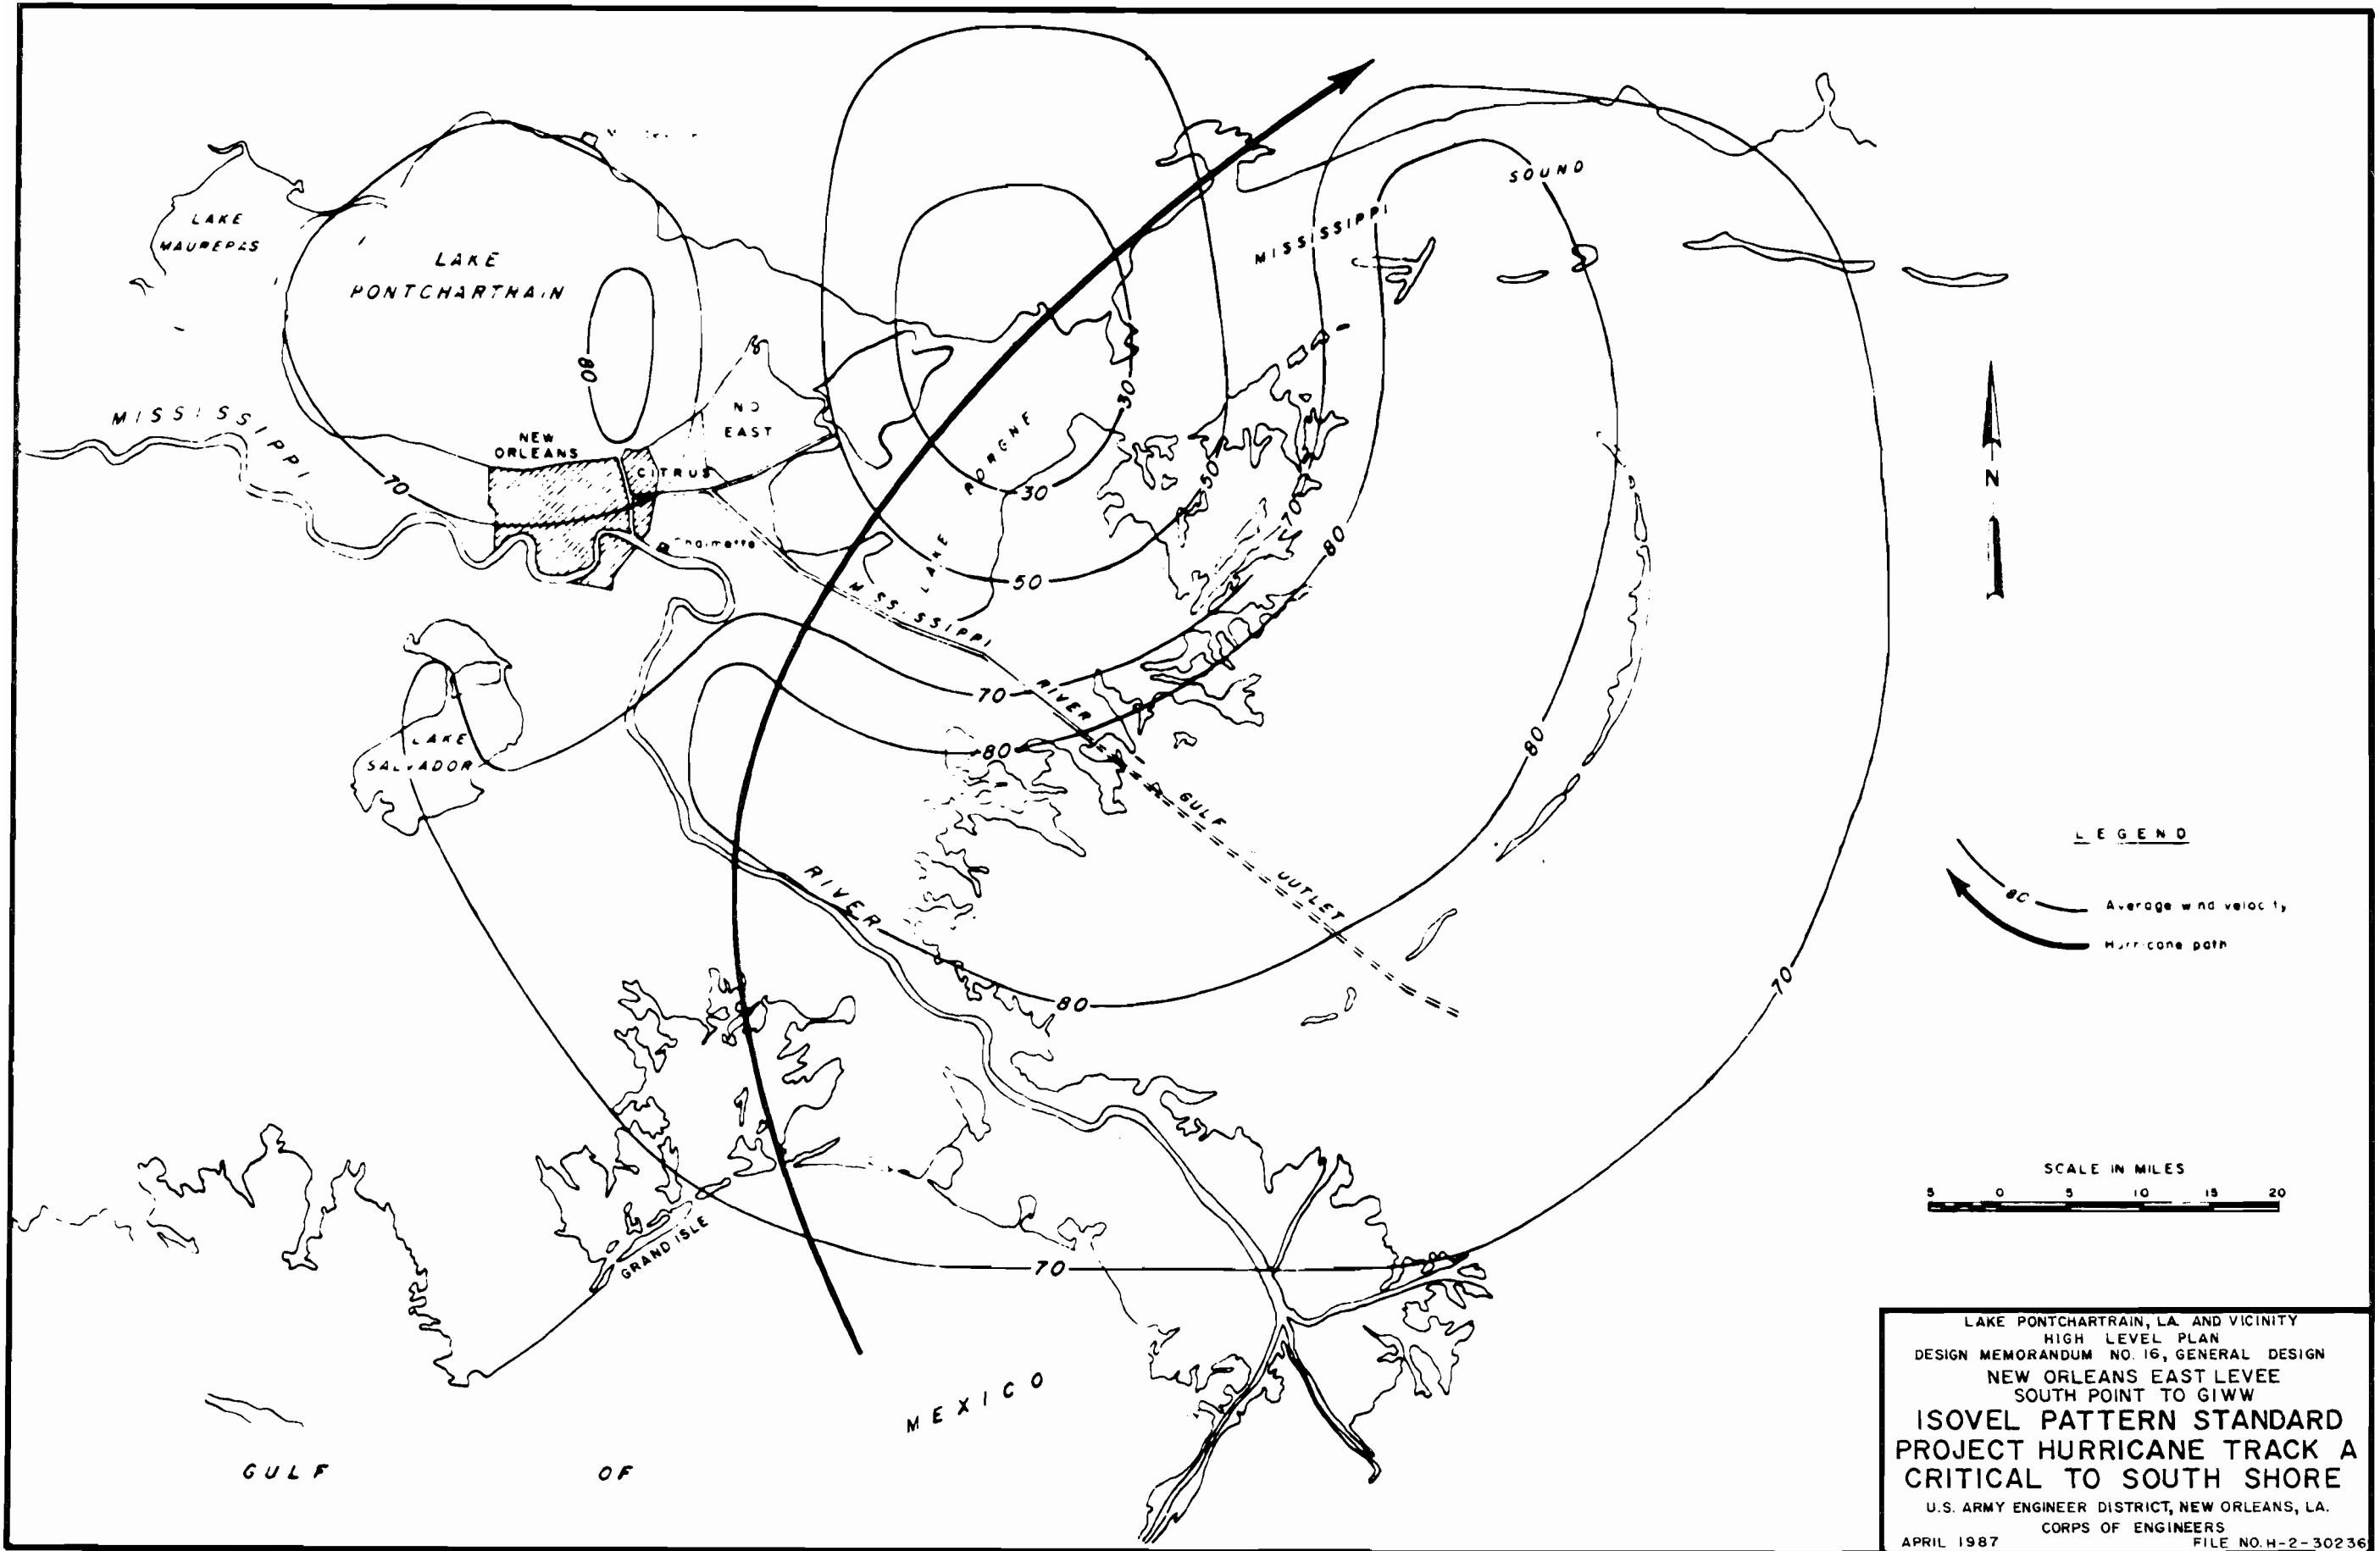 SOUND
MISSISSIPPI
LAKE
MAUREPAS
LAKE
PONTCHARTRAIN
80
MISSISSIPPI
NO
EAST
NEW
ORLEANS
CITRUS
70
30
LAKE BORGNE
30
50
50
70
80
Chalmette
MISSISSIPPI
RIVER
GULF
OUTLET
70
80
80
LAKE
SALVADOR
RIVER
80
70
70
GRAND ISLE
GULF
OF
MEXICO
N
LEGEND
80
Average wind velocity
Hurricane path
SCALE IN MILES
5 0 5 10 15 20
LAKE PONTCHARTRAIN, LA. AND VICINITY
HIGH LEVEL PLAN
DESIGN MEMORANDUM NO. 16, GENERAL DESIGN
NEW ORLEANS EAST LEVEE
SOUTH POINT TO GIWW
ISOVEL PATTERN STANDARD
PROJECT HURRICANE TRACK A
CRITICAL TO SOUTH SHORE
U.S. ARMY ENGINEER DISTRICT, NEW ORLEANS, LA.
CORPS OF ENGINEERS
APRIL 1987 FILE NO. H-2-30236